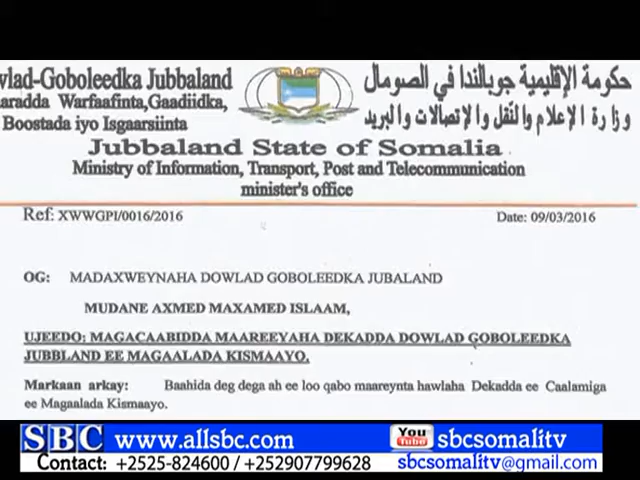 wlad-Goboleedka Jubbaland
aradda Warfaafinta,Gaadiidka,
Boostada iyo Isgaarsiinta
حكومة الإقليمية جوبالندا في الصومال
وزارة الإعلام والنّقل والإتصالات والبريد
Jubbaland State of Somalia
Ministry of Information, Transport, Post and Telecommunication
minister's office
Ref: XWWGPI/0016/2016
Date: 09/03/2016
OG: MADAXWEYNAHA DOWLAD GOBOLEEDKA JUBALAND
MUDANE AXMED MAXAMED ISLAAM,
UJEEDO: MAGACAABIDDA MAAREEYAHA DEKADDA DOWLAD GOBOLEEDKA
JUBBLAND EE MAGAALADA KISMAAYO.
Markaan arkay: Baahida deg dega ah ee loo qabo maareynta hawlaha Dekadda ee Caalamiga
ee Magaalada Kismaayo.
SBC www.allsbc.com
You Tube sbcsomalitv
Contact: +2525-824600 / +252907799628
sbcsomalitv@gmail.com